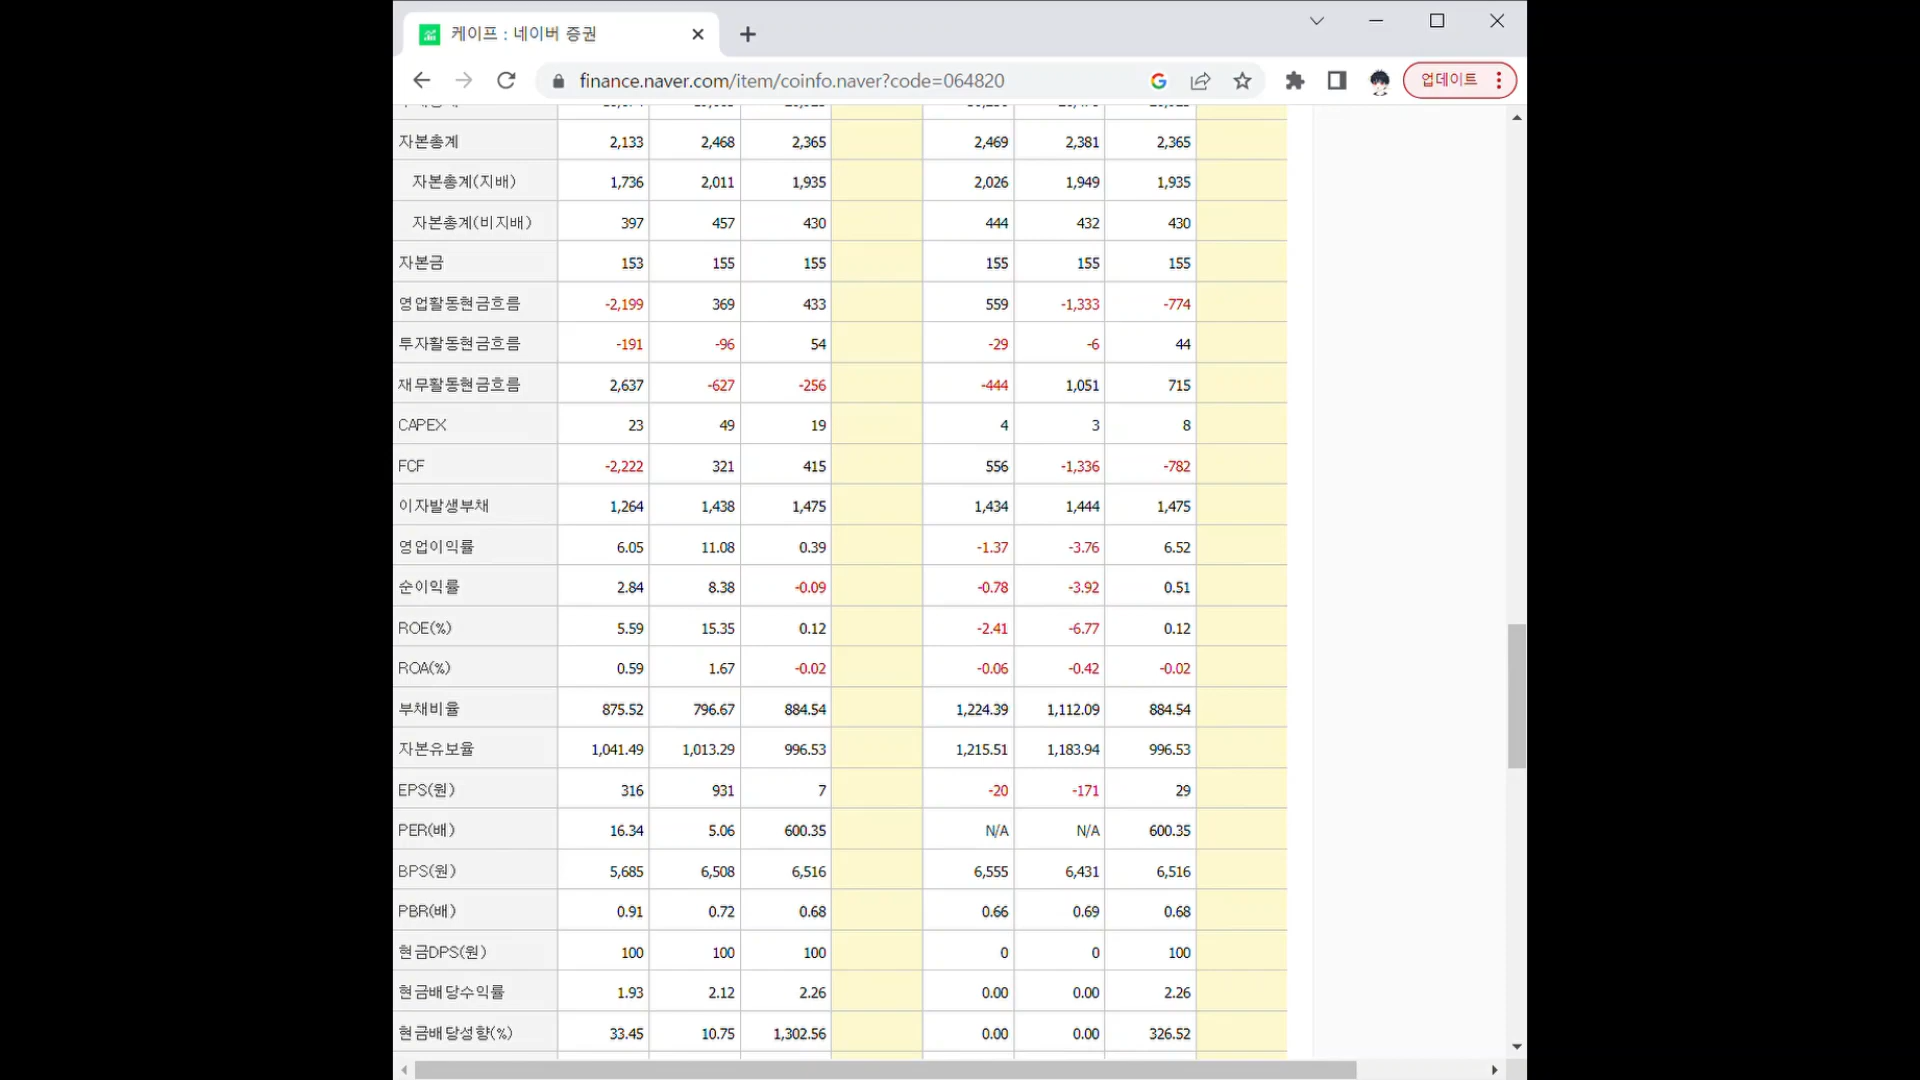 케이프 : 네이버 증권
finance.naver.com/item/coinfo.naver?code=064820
업데이트
자본총계 2,133 2,468 2,365 2,469 2,381 2,365
자본총계(지배) 1,736 2,011 1,935 2,026 1,949 1,935
자본총계(비지배) 397 457 430 444 432 430
자본금 153 155 155 155 155 155
영업활동현금흐름 -2,199 369 433 559 -1,333 -774
투자활동현금흐름 -191 -96 54 -29 -6 44
재무활동현금흐름 2,637 -627 -256 -444 1,051 715
CAPEX 23 49 19 4 3 8
FCF -2,222 321 415 556 -1,336 -782
이자발생부채 1,264 1,438 1,475 1,434 1,444 1,475
영업이익률 6.05 11.08 0.39 -1.37 -3.76 6.52
순이익률 2.84 8.38 -0.09 -0.78 -3.92 0.51
ROE(%) 5.59 15.35 0.12 -2.41 -6.77 0.12
ROA(%) 0.59 1.67 -0.02 -0.06 -0.42 -0.02
부채비율 875.52 796.67 884.54 1,224.39 1,112.09 884.54
자본유보율 1,041.49 1,013.29 996.53 1,215.51 1,183.94 996.53
EPS(원) 316 931 7 -20 -171 29
PER(배) 16.34 5.06 600.35 N/A N/A 600.35
BPS(원) 5,685 6,508 6,516 6,555 6,431 6,516
PBR(배) 0.91 0.72 0.68 0.66 0.69 0.68
현금DPS(원) 100 100 100 0 0 100
현금배당수익률 1.93 2.12 2.26 0.00 0.00 2.26
현금배당성향(%) 33.45 10.75 1,302.56 0.00 0.00 326.52